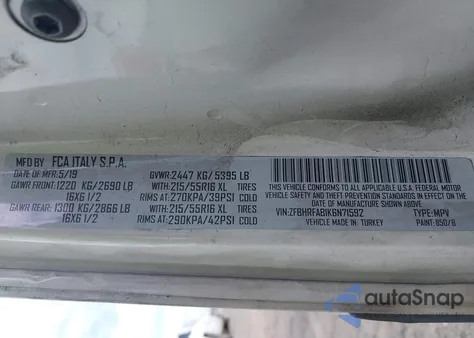 MFD BY FCA ITALY S.P.A.
DATE OF MFR: 5/19 GVWR: 2447 KG/5395 LB
GAWR FRONT: 1220 KG/2690 LB WITH: 215/55R16 XL TIRES
16X6 1/2 RIMS AT: 270KPA/39PSI COLD
GAWR REAR: 1300 KG/2866 LB WITH: 215/55R16 XL TIRES
16X6 1/2 RIMS AT: 290KPA/42PSI COLD
THIS VEHICLE CONFORMS TO ALL APPLICABLE U.S.A. FEDERAL MOTOR
VEHICLE SAFETY AND THEFT PREVENTION STANDARDS IN EFFECT
ON THE DATE OF MANUFACTURE SHOWN ABOVE.
VIN: ZFBHRFAB1K6N71592 TYPE: MPV
VEHICLE MADE IN: TURKEY PAINT: 850/B
autoSnap